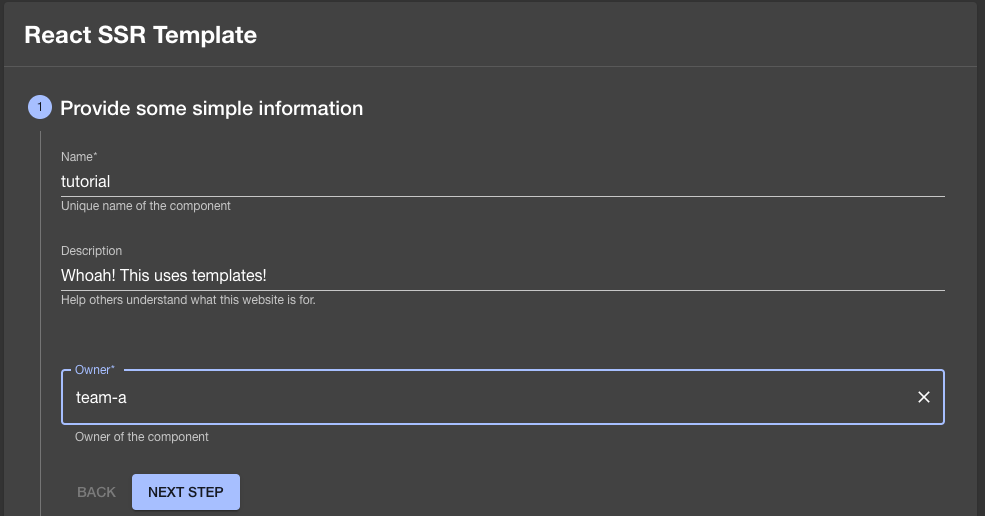 React SSR Template
1 Provide some simple information
Name*
tutorial
Unique name of the component
Description
Whoah! This uses templates!
Help others understand what this website is for.
Owner*
team-a
Owner of the component
BACK NEXT STEP